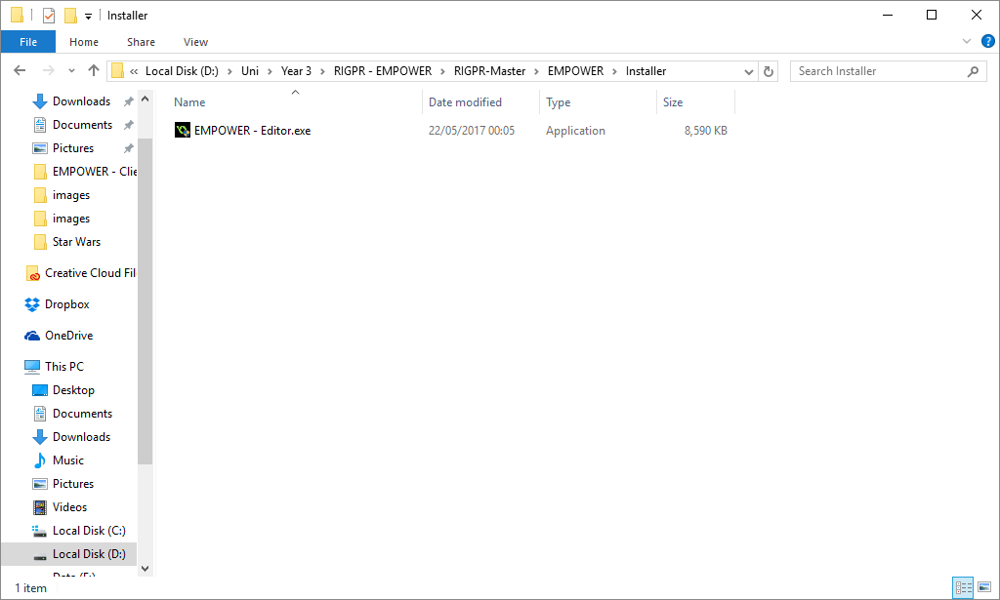 Installer
File Home Share View
« Local Disk (D:) > Uni > Year 3 > RIGPR - EMPOWER > RIGPR-Master > EMPOWER > Installer
Search Installer
Name Date modified Type Size
EMPOWER - Editor.exe 22/05/2017 00:05 Application 8,590 KB
Downloads
Documents
Pictures
EMPOWER - Clie
images
images
Star Wars
Creative Cloud Fil
Dropbox
OneDrive
This PC
Desktop
Documents
Downloads
Music
Pictures
Videos
Local Disk (C:)
Local Disk (D:)
1 item